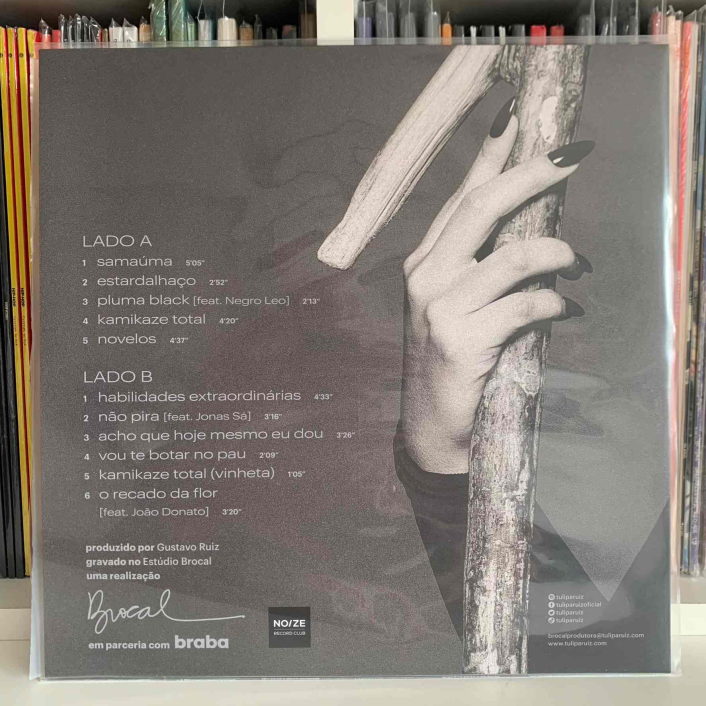 LADO A
1 samaúma 5'05"
2 estardalhaço 2'52"
3 pluma black [feat. Negro Leo] 2'13"
4 kamikaze total 4'20"
5 novelos 4'37"
LADO B
1 habilidades extraordinárias 4'33"
2 não pira [feat. Jonas Sá] 3'16"
3 acho que hoje mesmo eu dou 3'26"
4 vou te botar no pau 2'09"
5 kamikaze total (vinheta) 1'05"
6 o recado da flor
[feat. João Donato] 3'20"
produzido por Gustavo Ruiz
gravado no Estúdio Brocal
uma realização
Brocal
em parceria com braba
NO/ZE
RECORD CLUB
tuliparuiz
tuliparuizoficial
tuliparuiz
tuliparuiz
brocalprodutora@tuliparuiz.com
www.tuliparuiz.com